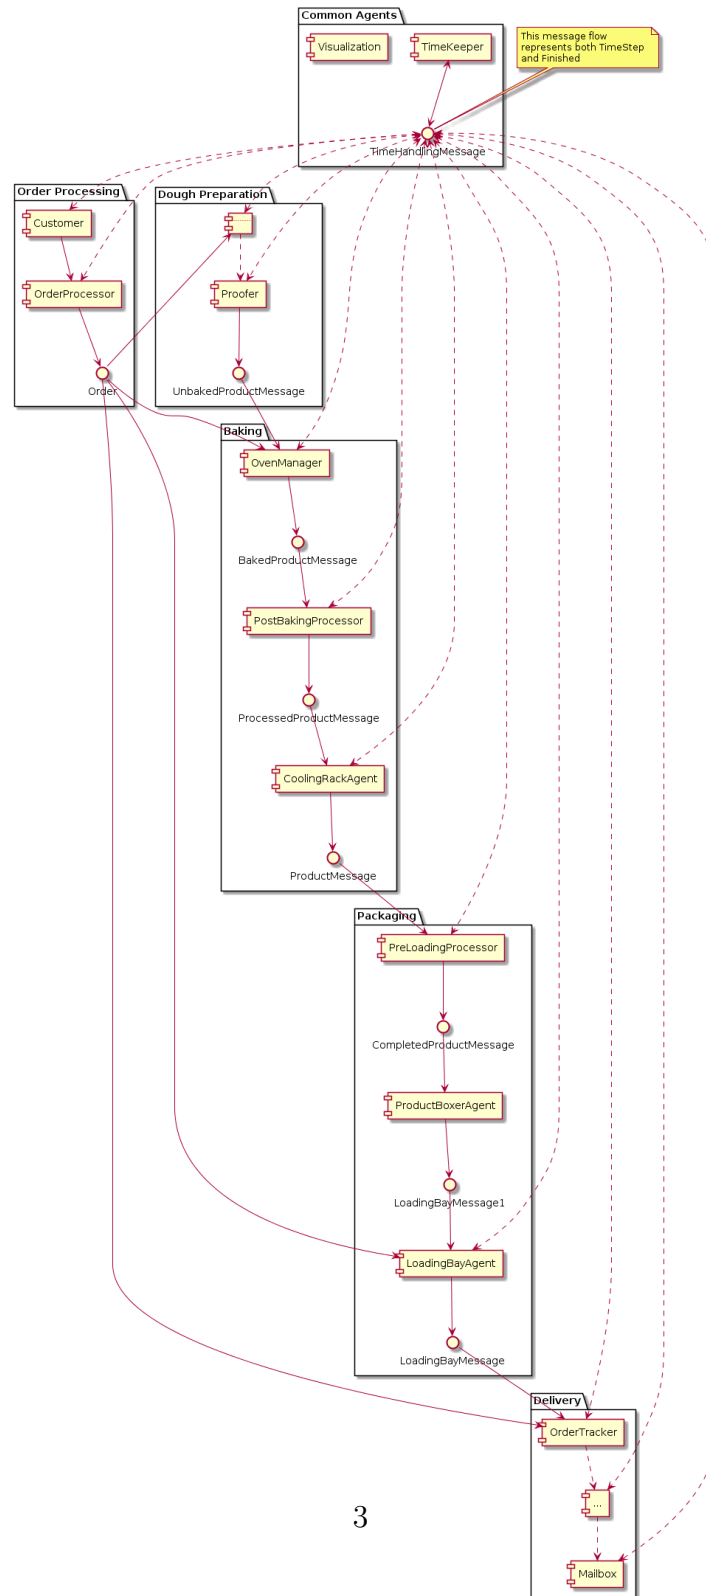 Common Agents
Visualization
TimeKeeper
This message flow
represents both TimeStep
and Finished
TimeHandlingMessage
Order Processing
Customer
OrderProcessor
Order
Dough Preparation
Proofer
UnbakedProductMessage
Baking
OvenManager
BakedProductMessage
PostBakingProcessor
ProcessedProductMessage
CoolingRackAgent
ProductMessage
Packaging
PreLoadingProcessor
CompletedProductMessage
ProductBoxerAgent
LoadingBayMessage1
LoadingBayAgent
LoadingBayMessage
Delivery
OrderTracker
...
Mailbox
3